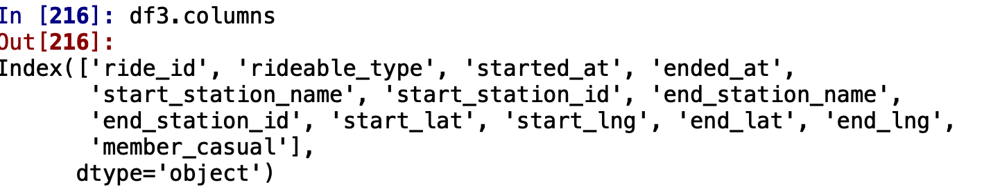 In [216]: df3.columns
Out[216]:
Index(['ride_id', 'rideable_type', 'started_at', 'ended_at',
'start_station_name', 'start_station_id', 'end_station_name',
'end_station_id', 'start_lat', 'start_lng', 'end_lat', 'end_lng',
'member_casual'],
dtype='object')